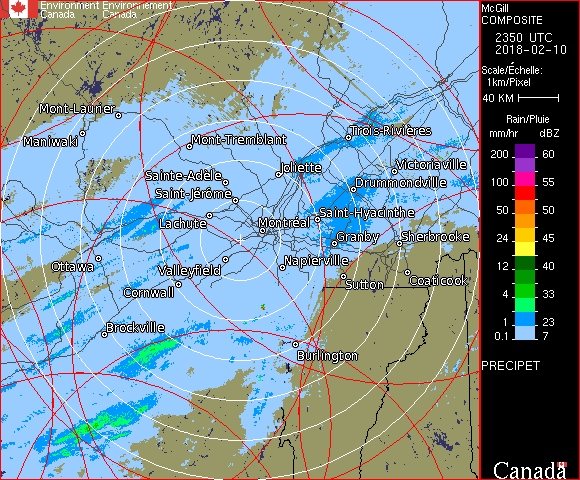 Environment Environnement
Canada Canada
McGill
COMPOSITE
2350 UTC
2018-02-10
Scale/Échelle:
1km/Pixel
40 KM
Rain/Pluie
mm/hr dBZ
200 60
100 55
50 50
24 45
12 40
4 33
1 23
0.1 7
PRECIPET
Canada
Mont-Laurier
Maniwaki
Mont-Tremblant
Trois-Rivières
Joliette
Victoriaville
Sainte-Adèle
Drummondville
Saint-Jérôme
Saint-Hyacinthe
Lachute
Montréal
Granby
Sherbrooke
Ottawa
Valleyfield
Napierville
Sutton
Coaticook
Cornwall
Brockville
Burlington